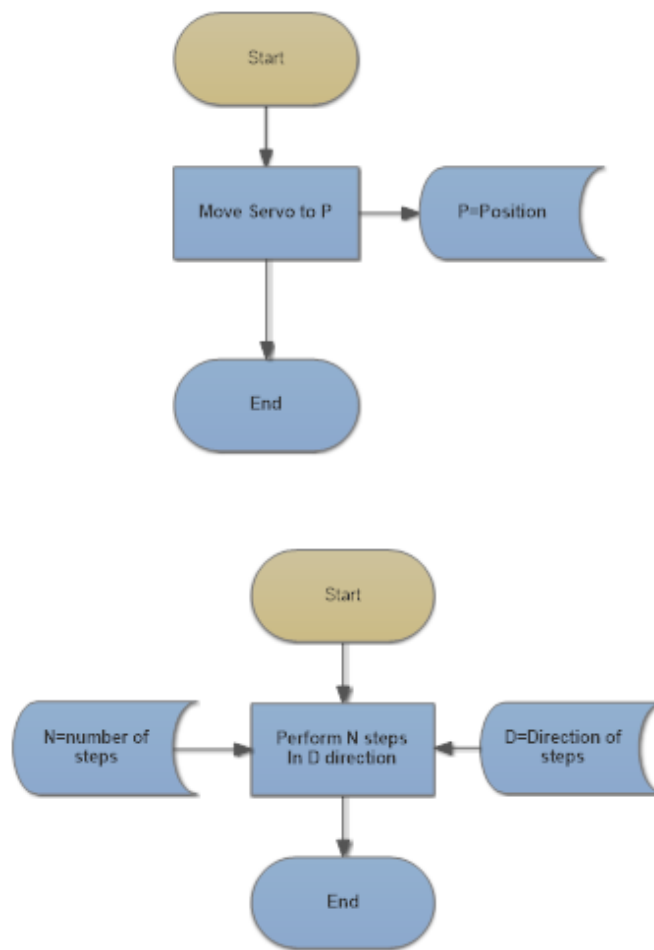 Start
Move Servo to P
P=Position
End
Start
N=number of
steps
Perform N steps
In D direction
D=Direction of
steps
End